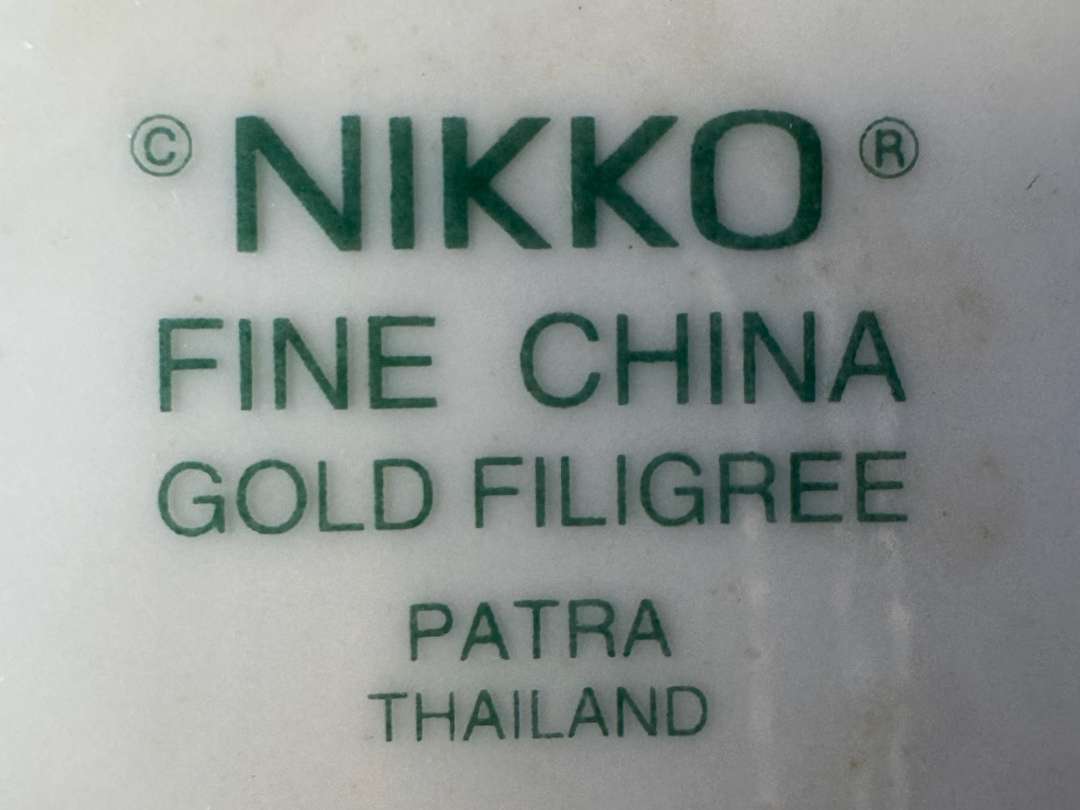 © NIKKO ®
FINE CHINA
GOLD FILIGREE
PATRA
THAILAND